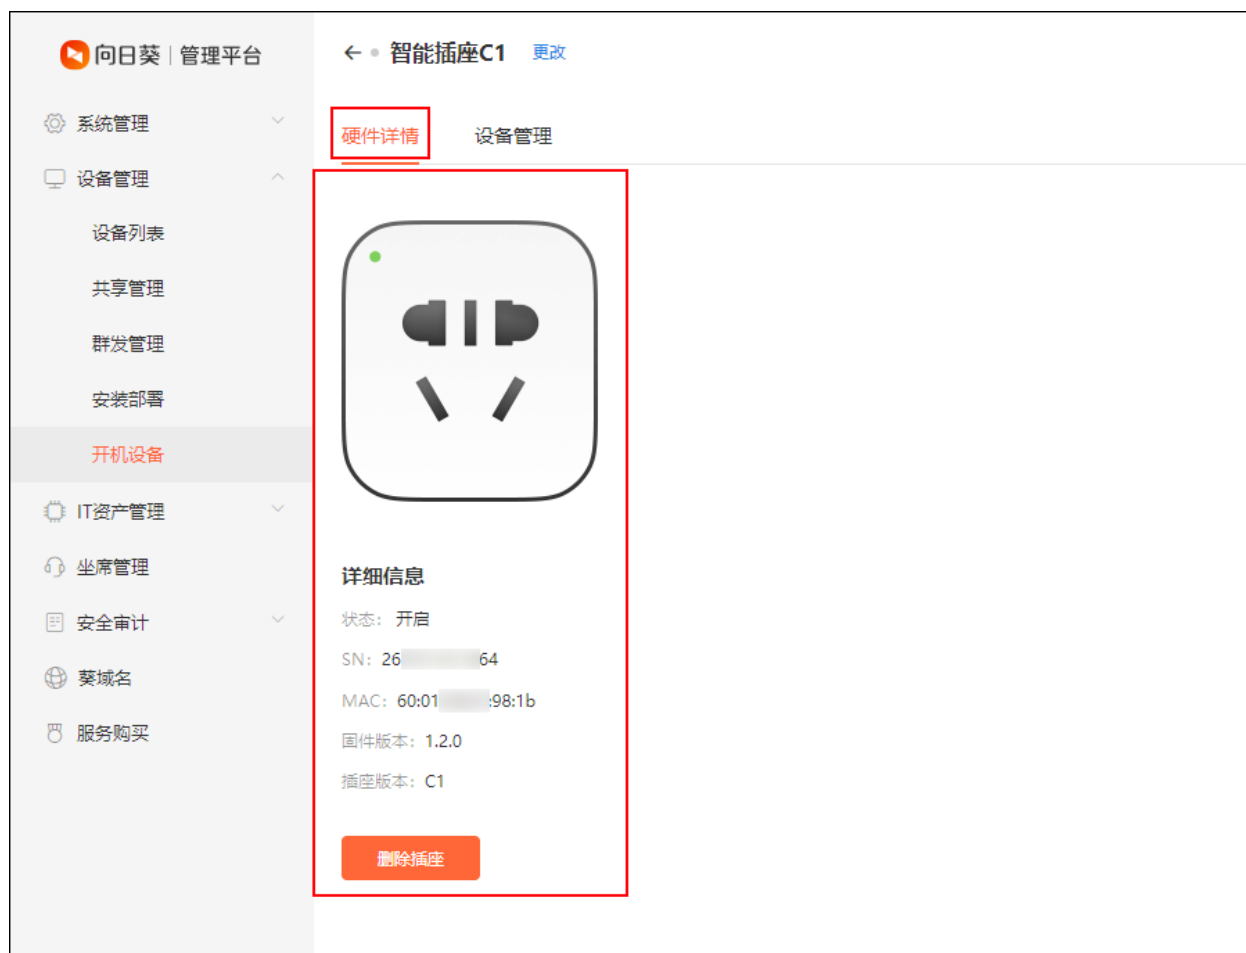 向日葵 | 管理平台
智能插座C1 更改
系统管理
硬件详情 设备管理
设备管理
设备列表
共享管理
群发管理
安装部署
开机设备
IT资产管理
坐席管理
安全审计
葵域名
服务购买
详细信息
状态: 开启
SN: 26 64
MAC: 60:01 :98:1b
固件版本: 1.2.0
插座版本: C1
删除插座